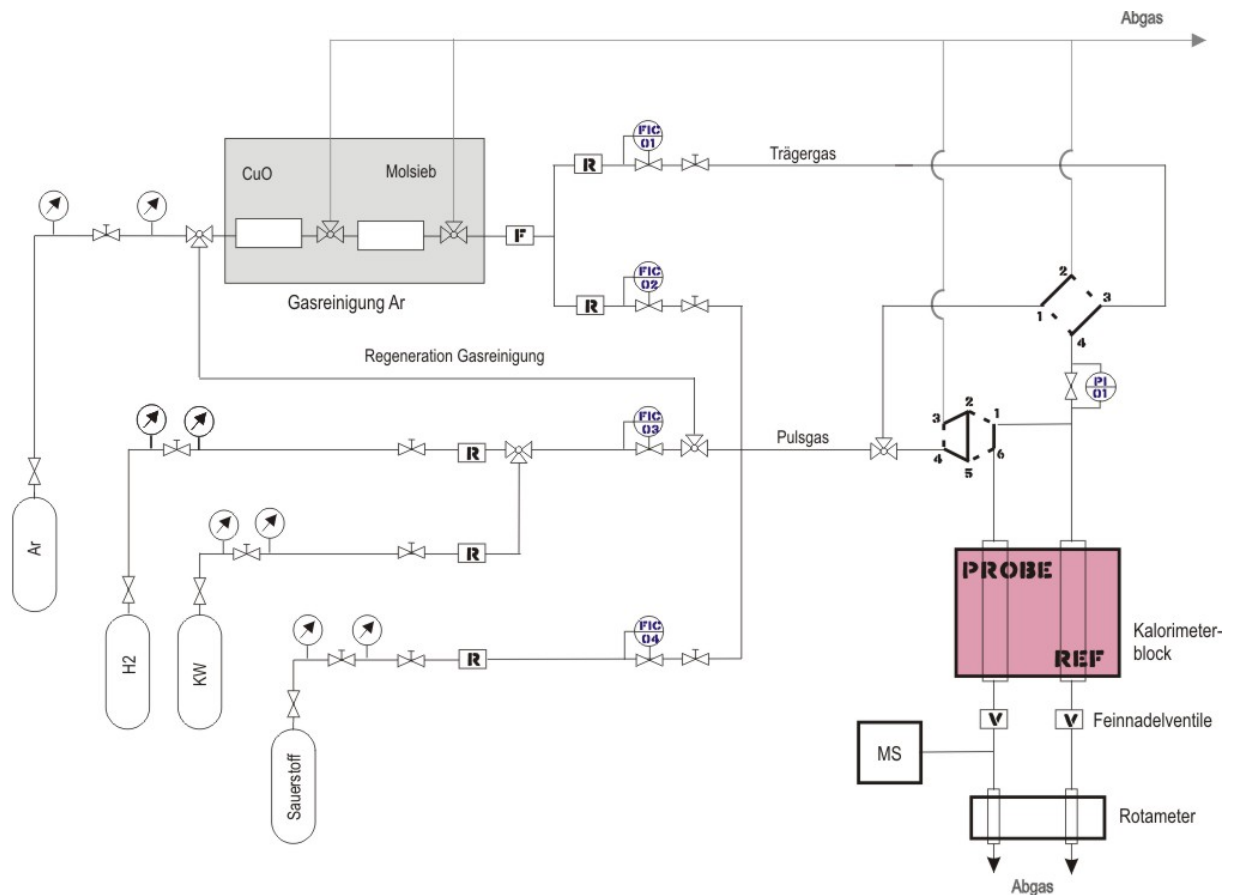 Abgas
FIC
01
CuO
Molsieb
R
Trägergas
F
FIC
02
R
Gasreinigung Ar
2
3
1
4
Regeneration Gasreinigung
PI
01
FIC
03
R
Pulsgas
2
3
1
4
6
5
Ar
R
H2
KW
PROBE
REF
Kalorimeter-
block
FIC
04
R
Sauerstoff
V
V
Feinnadelventile
MS
Rotameter
Abgas